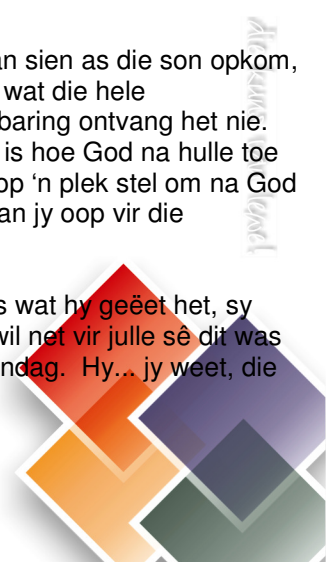 an sien as die son opkom,
wat die hele
baring ontvang het nie.
is hoe God na hulle toe
op ‘n plek stel om na God
an jy oop vir die
s wat hy geëet het, sy
wil net vir julle sê dit was
ndag. Hy... jy weet, die